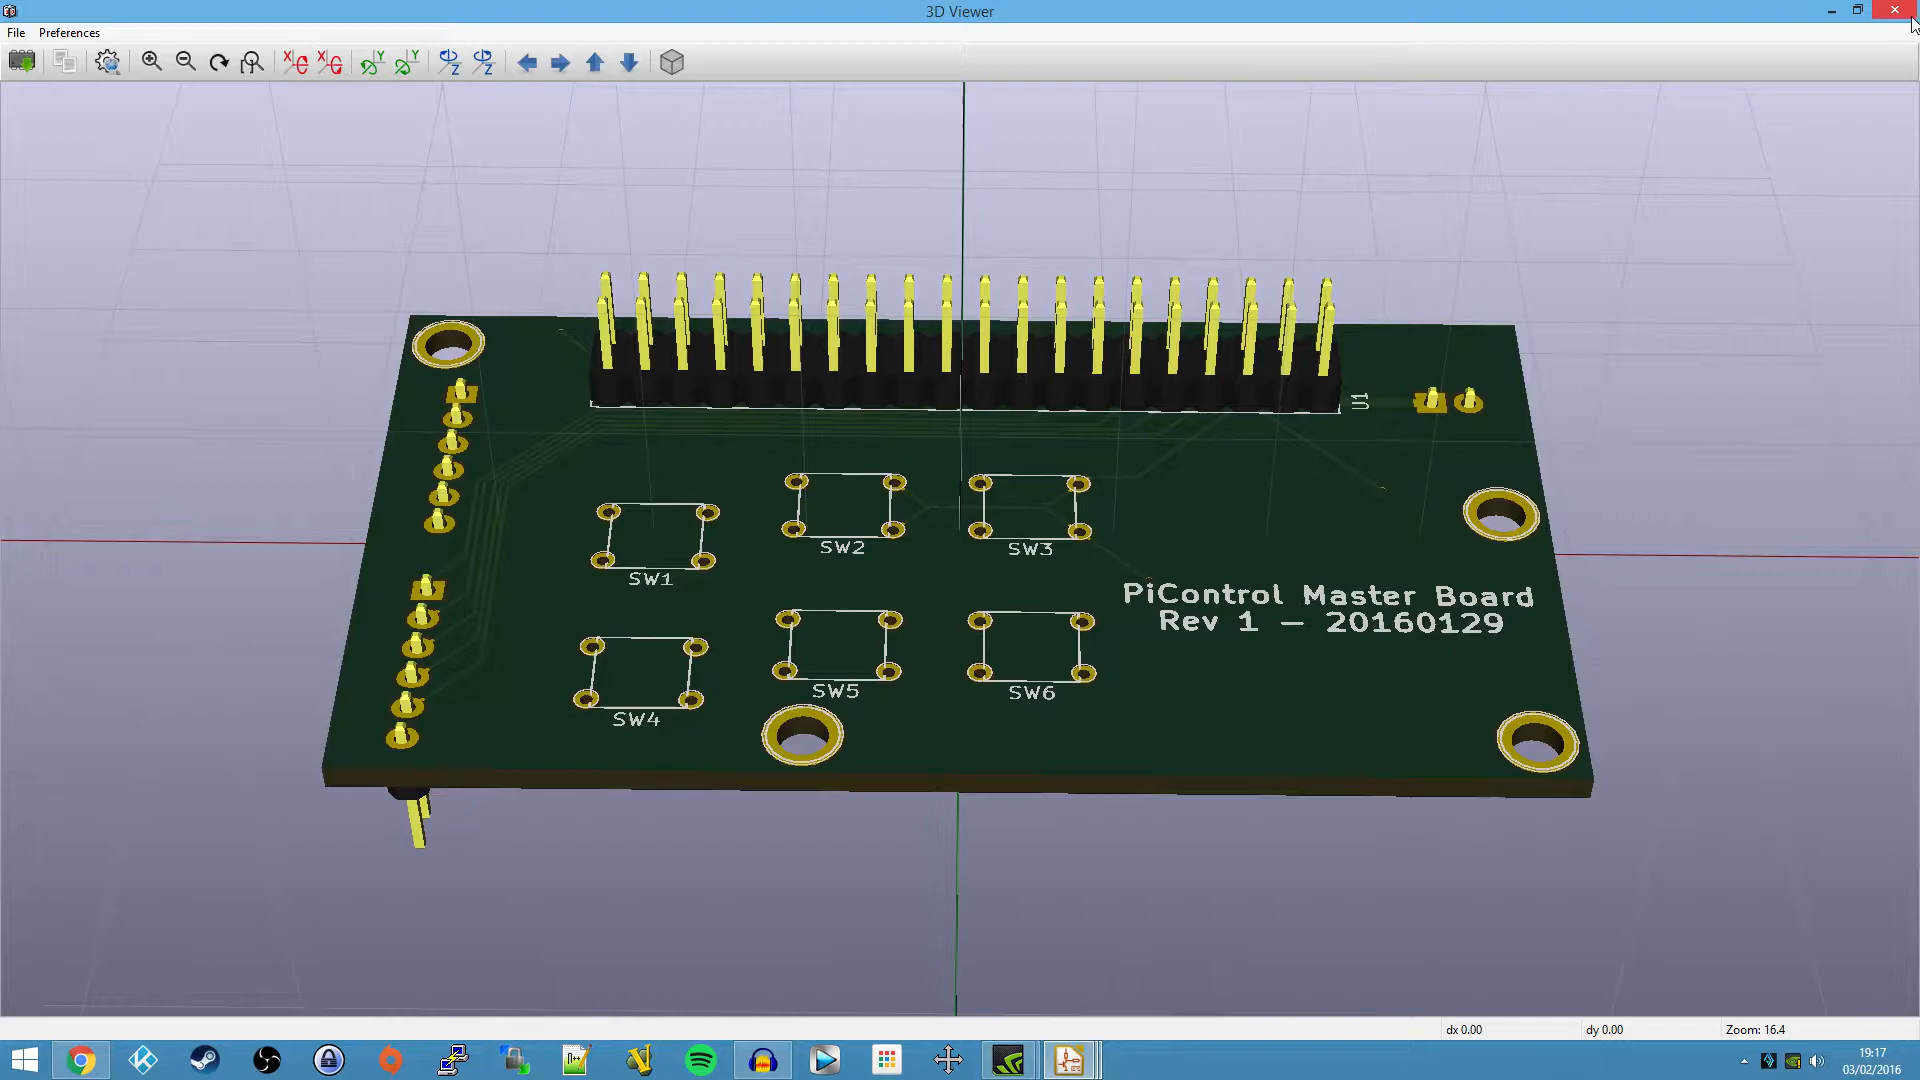 3D Viewer
File Preferences
U1
SW2
SW3
SW1
PiControl Master Board
Rev 1 - 20160129
SW5
SW6
SW4
dx 0.00 dy 0.00 Zoom: 16.4
19:17
03/02/2016